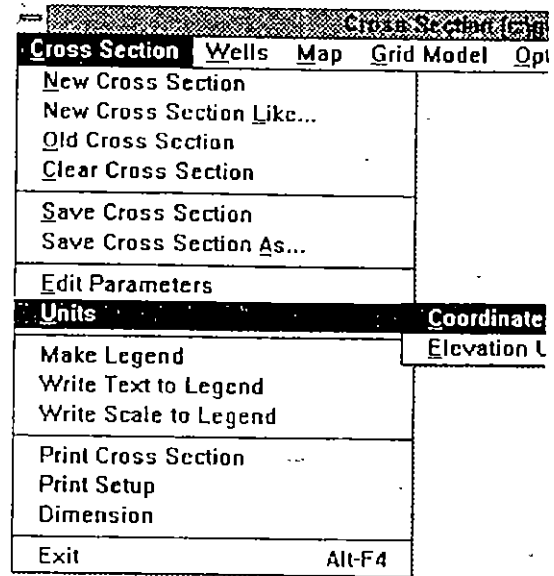 Cross Section
Cross Section Wells Map Grid Model
New Cross Section
New Cross Section Like...
Old Cross Section
Clear Cross Section
Save Cross Section
Save Cross Section As...
Edit Parameters
Units Coordinate
Elevation U
Make Legend
Write Text to Legend
Write Scale to Legend
Print Cross Section
Print Setup
Dimension
Exit Alt-F4